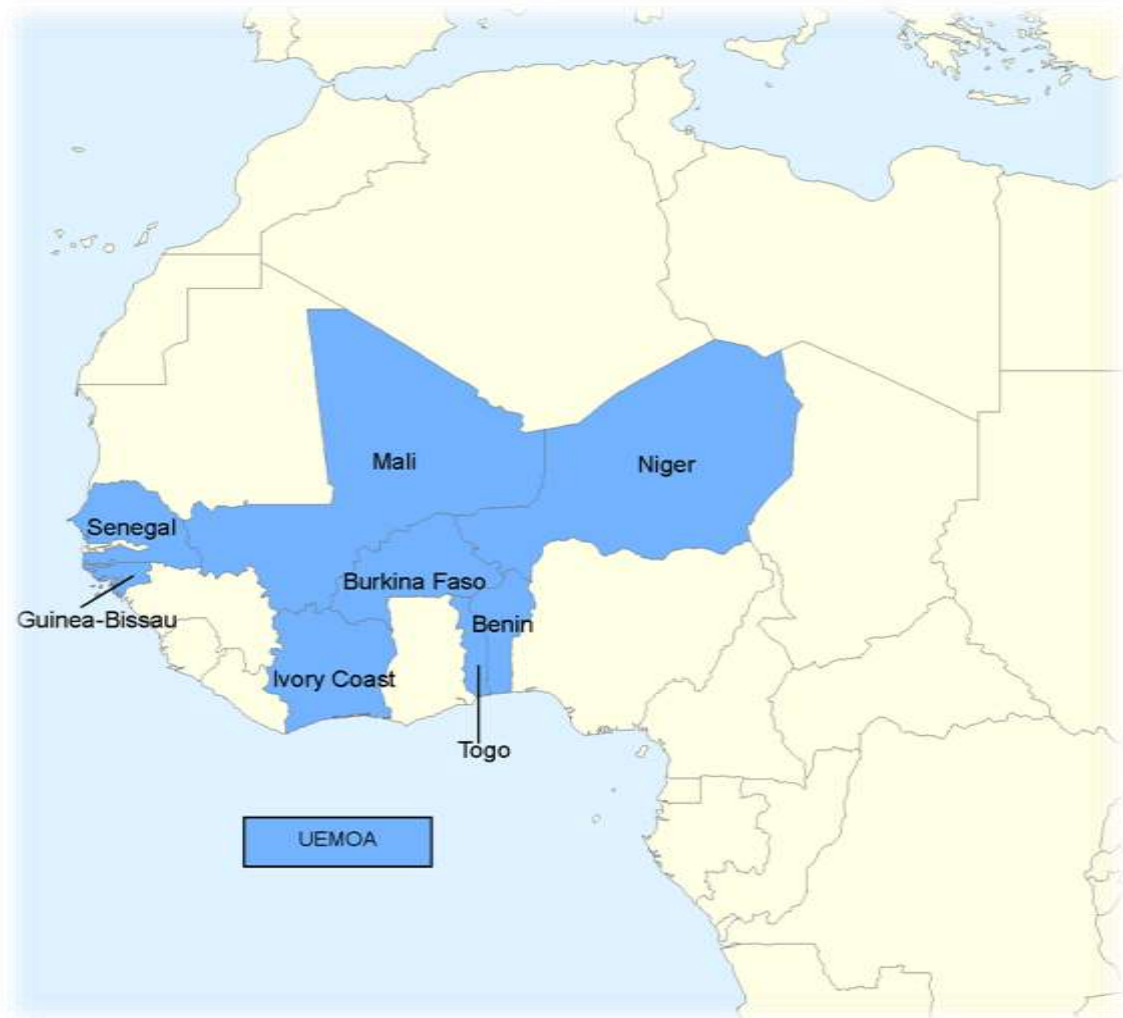 Mali
Niger
Senegal
Burkina Faso
Guinea-Bissau
Benin
Ivory Coast
Togo
UEMOA